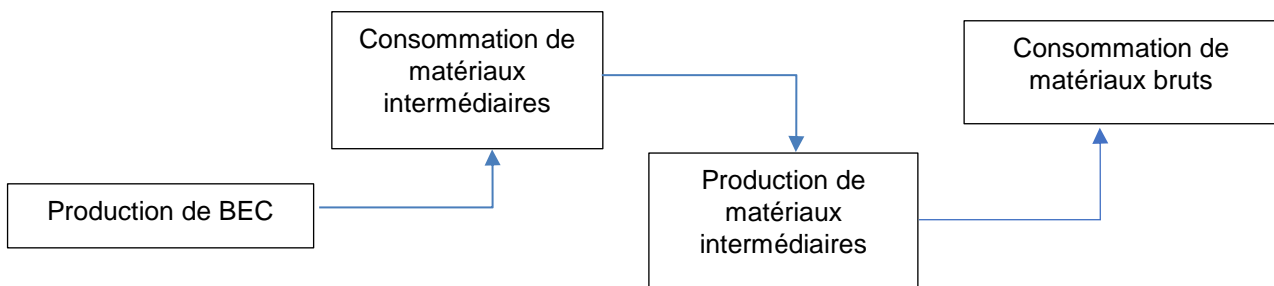 Consommation de
matériaux
intermédiaires
Consommation de
matériaux bruts
Production de BEC
Production de
matériaux
intermédiaires